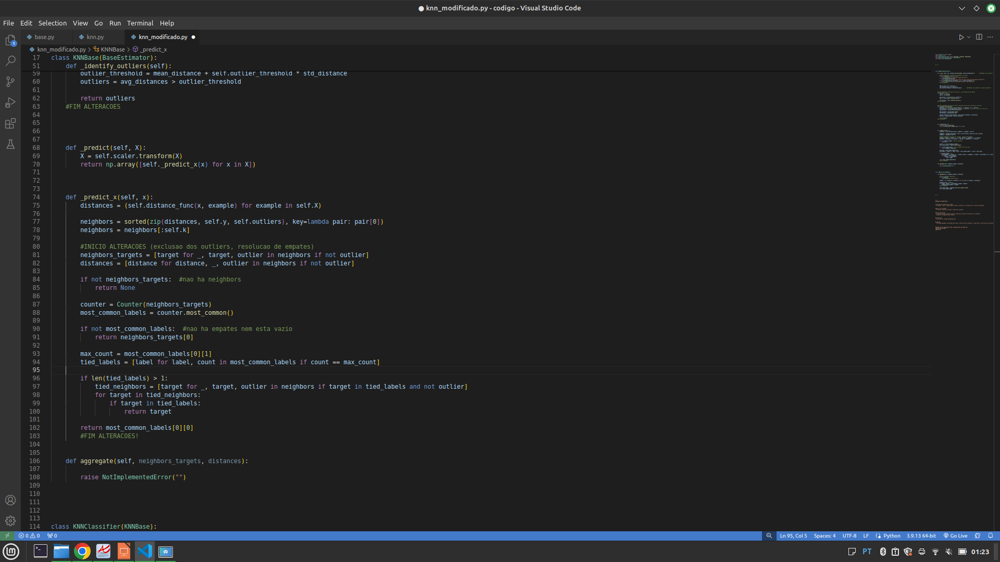 knn_modificado.py - codigo - Visual Studio Code
File Edit Selection View Go Run Terminal Help
base.py knn.py knn_modificado.py
knn_modificado.py > KNNBase > _predict_x
17 class KNNBase(BaseEstimator):
51 def _identify_outliers(self):
59 outlier_threshold = mean_distance + self.outlier_threshold * std_distance
60 outliers = avg_distances > outlier_threshold
61
62 return outliers
63 #FIM ALTERACOES
64
65
66
67
68 def _predict(self, X):
69 X = self.scaler.transform(X)
70 return np.array([self._predict_x(x) for x in X])
71
72
73
74 def _predict_x(self, x):
75 distances = (self.distance_func(x, example) for example in self.X)
76
77 neighbors = sorted(zip(distances, self.y, self.outliers), key=lambda pair: pair[0])
78 neighbors = neighbors[:self.k]
79
80 #INICIO ALTERACOES (exclusao dos outliers, resolucao de empates)
81 neighbors_targets = [target for _, target, outlier in neighbors if not outlier]
82 distances = [distance for distance, _, outlier in neighbors if not outlier]
83
84 if not neighbors_targets: #nao ha neighbors
85 return None
86
87 counter = Counter(neighbors_targets)
88 most_common_labels = counter.most_common()
89
90 if not most_common_labels: #nao ha empates nem esta vazio
91 return neighbors_targets[0]
92
93 max_count = most_common_labels[0][1]
94 tied_labels = [label for label, count in most_common_labels if count == max_count]
95
96 if len(tied_labels) > 1:
97 tied_neighbors = [target for _, target, outlier in neighbors if target in tied_labels and not outlier]
98 for target in tied_neighbors:
99 if target in tied_labels:
100 return target
101
102 return most_common_labels[0][0]
103 #FIM ALTERACOES!
104
105
106 def aggregate(self, neighbors_targets, distances):
107
108 raise NotImplementedError("")
109
110
111
112
113
114 class KNNClassifier(KNNBase):
0 0 0 Ln 95, Col 5 Spaces: 4 UTF-8 LF Python 3.9.13 64-bit Go Live
PT 01:23